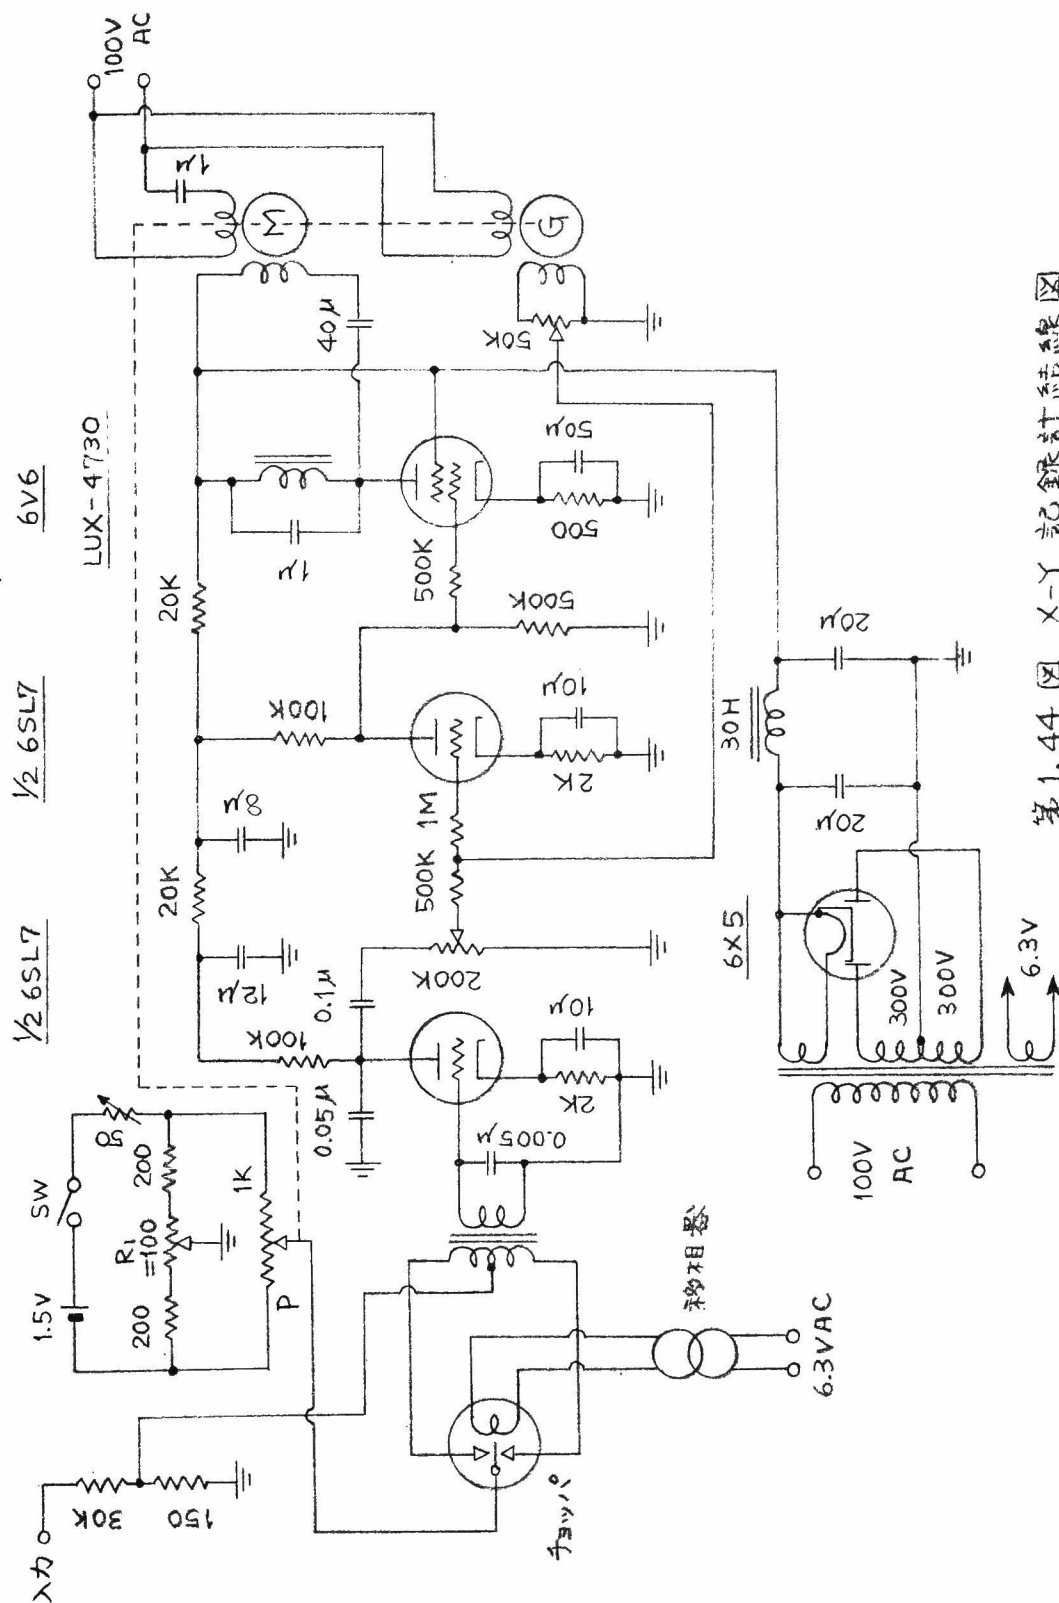 入力
30K
150
1.5V
SW
50
200
R₁
=100
200
1K
P
チョッパ
移相器
6.3VAC
½ 6SL7
½ 6SL7
6V6
LUX-4730
20K
20K
12μ
8μ
100K
100K
0.05μ
0.1μ
0.005μ
200K
500K
1M
500K
500K
2K
10μ
2K
10μ
500
50μ
1μ
40μ
1μ
M
G
50K
100V
AC
6X5
30H
20μ
20μ
300V
300V
6.3V
100V
AC
第1.44図 X-Y記録計結線図